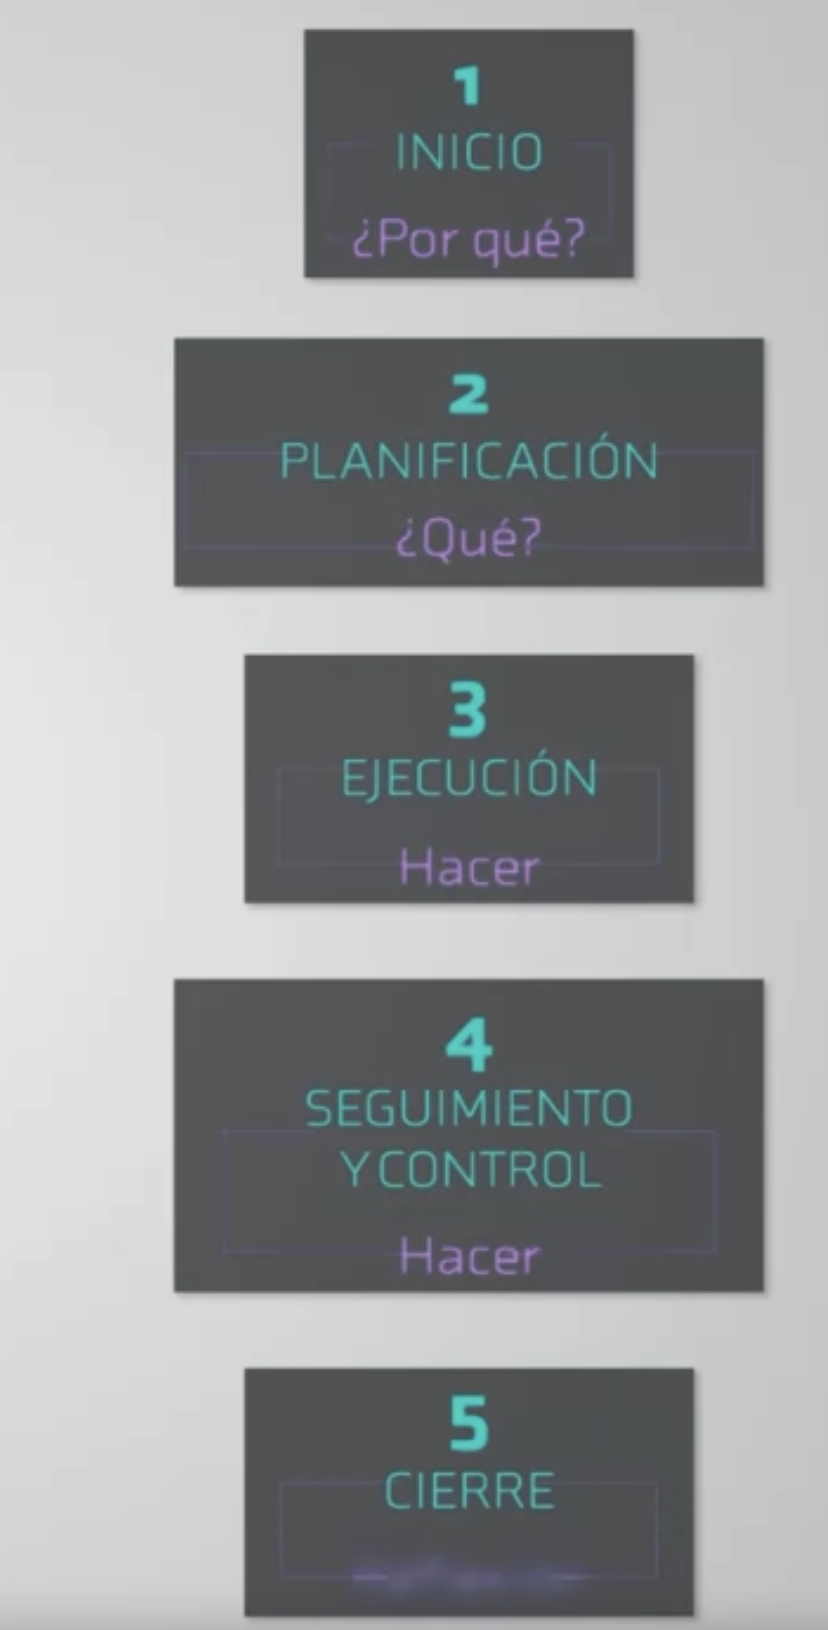 1
INICIO
¿Por qué?
2
PLANIFICACIÓN
¿Qué?
3
EJECUCIÓN
Hacer
4
SEGUIMIENTO
Y CONTROL
Hacer
5
CIERRE